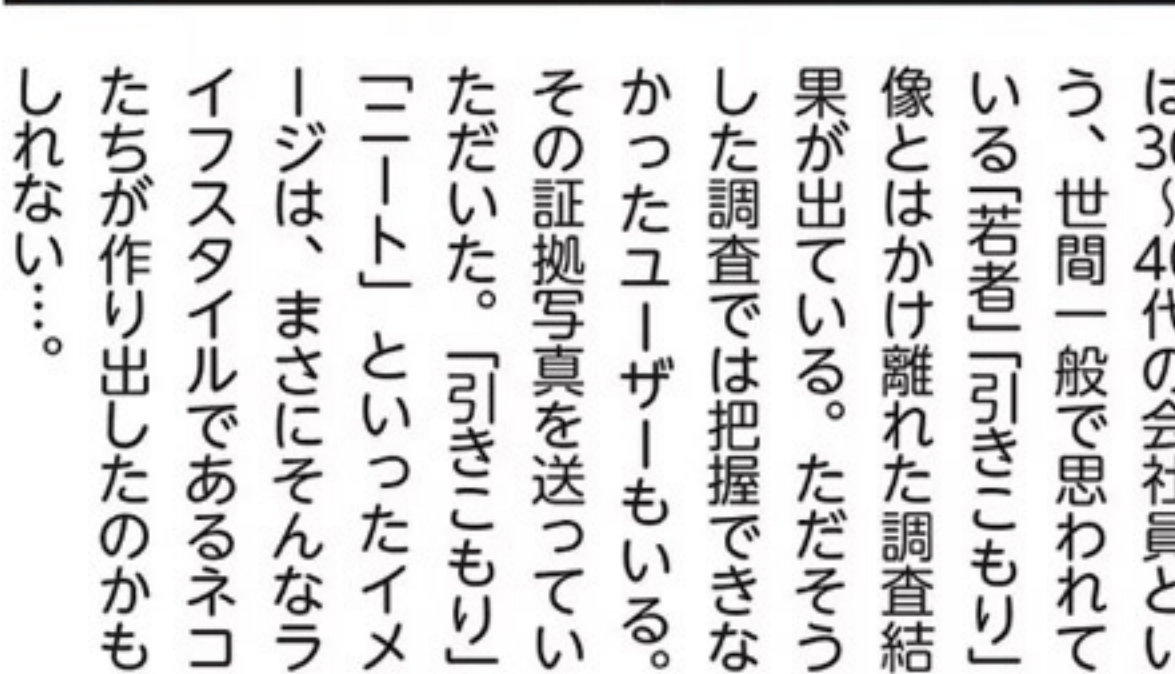 は30〜40代の会社員とい
う、世間一般で思われて
いる「若者」「引きこもり」
像とはかけ離れた調査結
果が出ている。ただそう
した調査では把握できな
かったユーザーもいる。
その証拠写真を送ってい
ただいた。「引きこもり」
「ニート」といったイメ
ージは、まさにそんなラ
イフスタイルであるネコ
たちが作り出したのかも
しれない…。